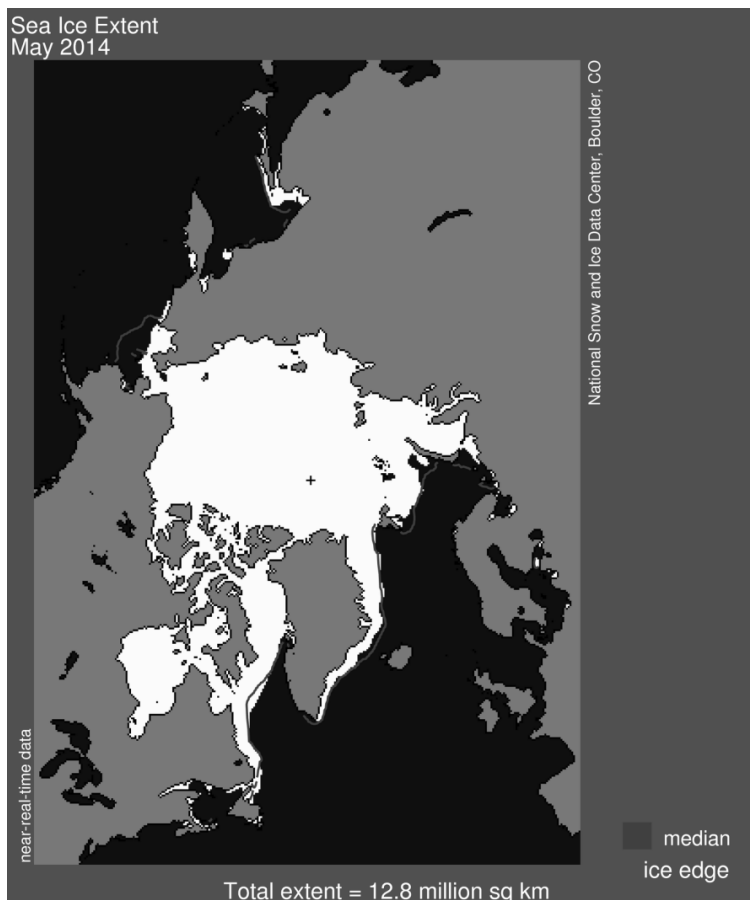 Sea Ice Extent
May 2014
National Snow and Ice Data Center, Boulder, CO
near-real-time data
median
ice edge
Total extent = 12.8 million sq km